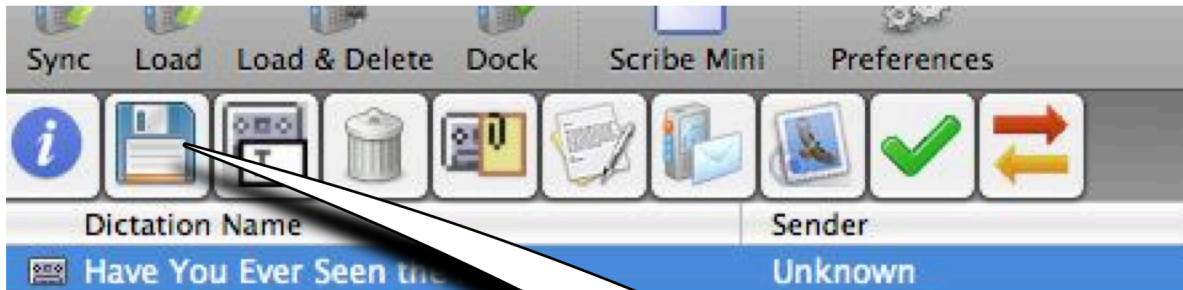 Sync Load Load & Delete Dock Scribe Mini Preferences
T
Dictation Name Sender
Have You Ever Seen the Unknown